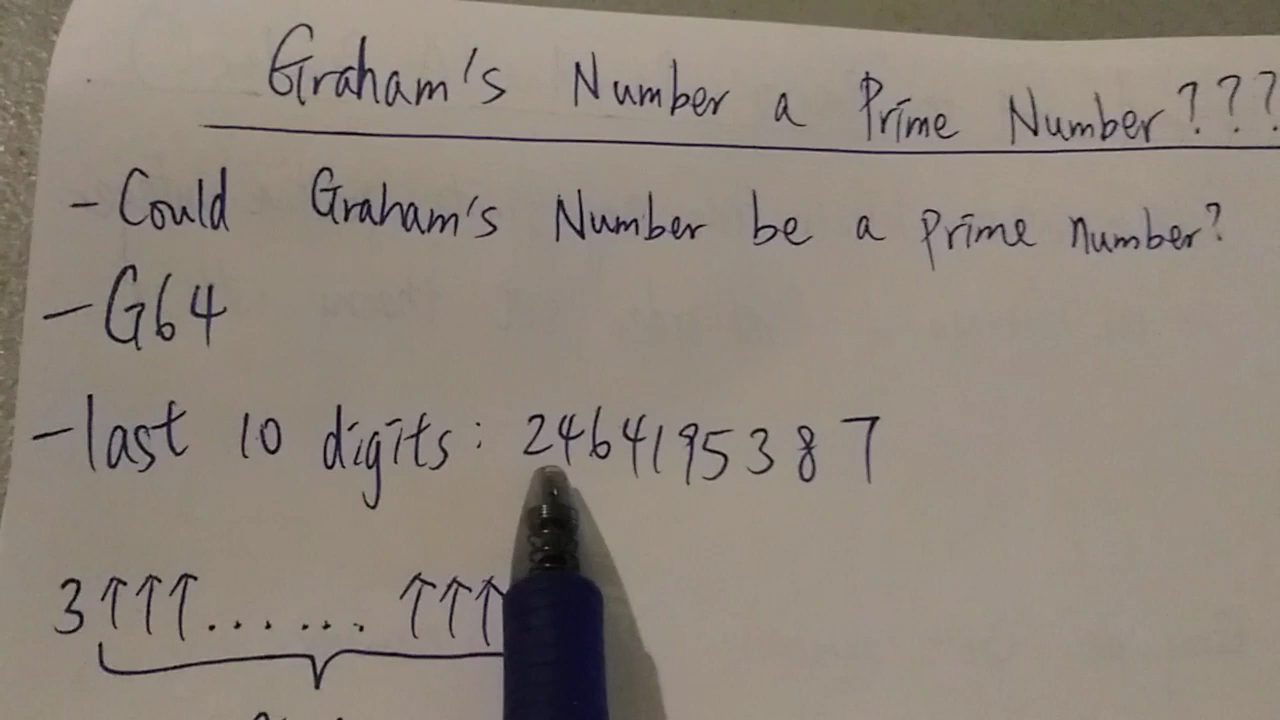 Graham's Number a Prime Number???
- Could Graham's Number be a prime number?
- G64
- last 10 digits: 2464195387
3↑↑↑.......↑↑↑